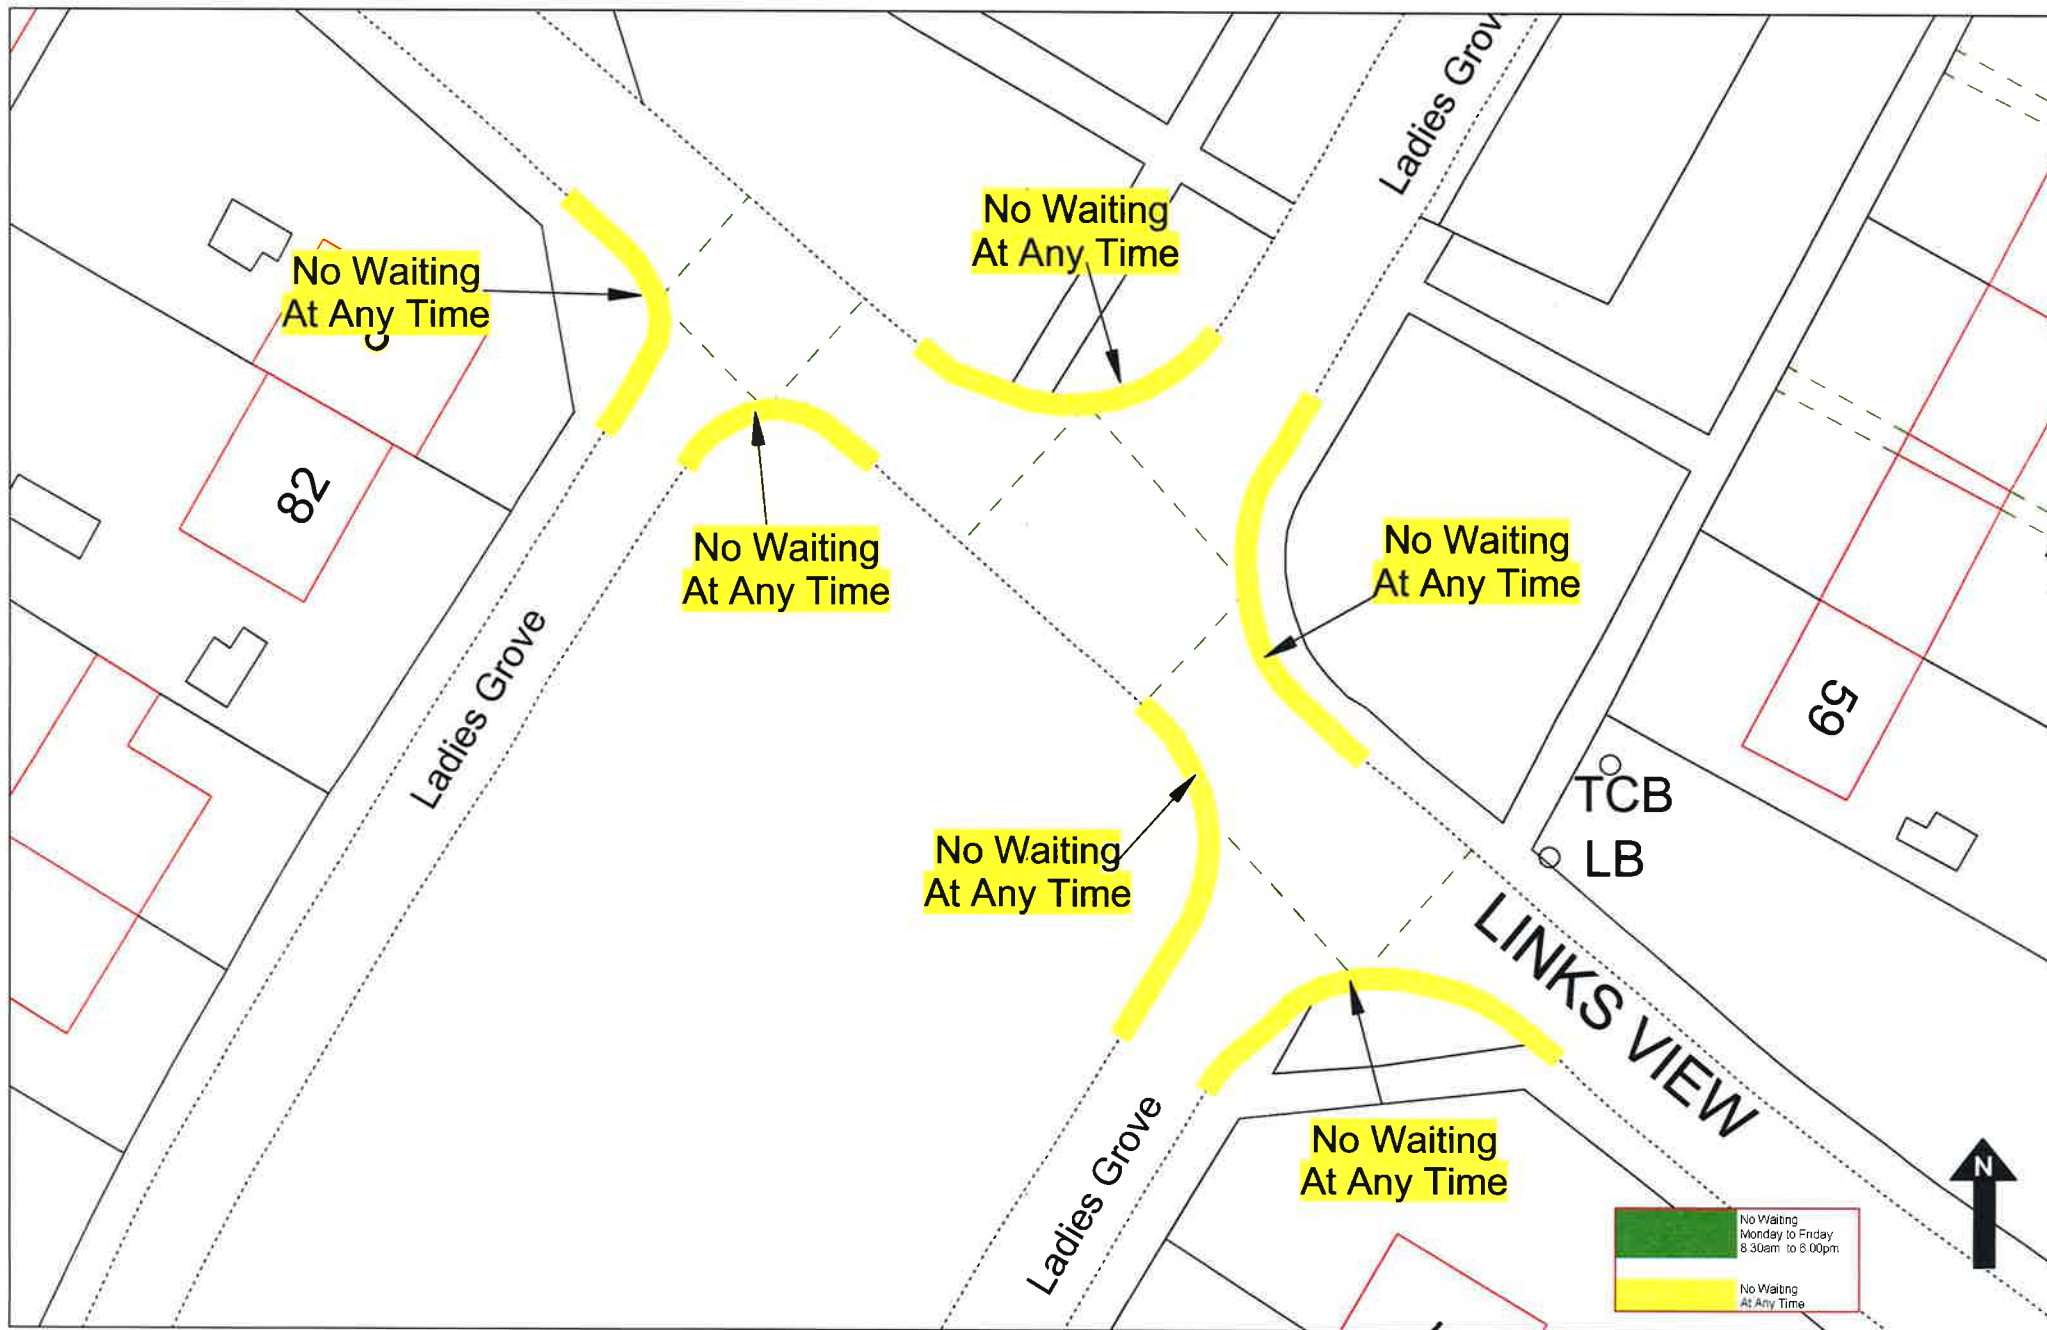 Ladies Grov
No Waiting
At Any Time
No Waiting
At Any Time
No Waiting
At Any Time
No Waiting
At Any Time
82
Ladies Grove
59
TCB
LB
No Waiting
At Any Time
LINKS VIEW
Ladies Grove
No Waiting
At Any Time
N
No Waiting
Monday to Friday
8.30am to 6.00pm
No Waiting
At Any Time